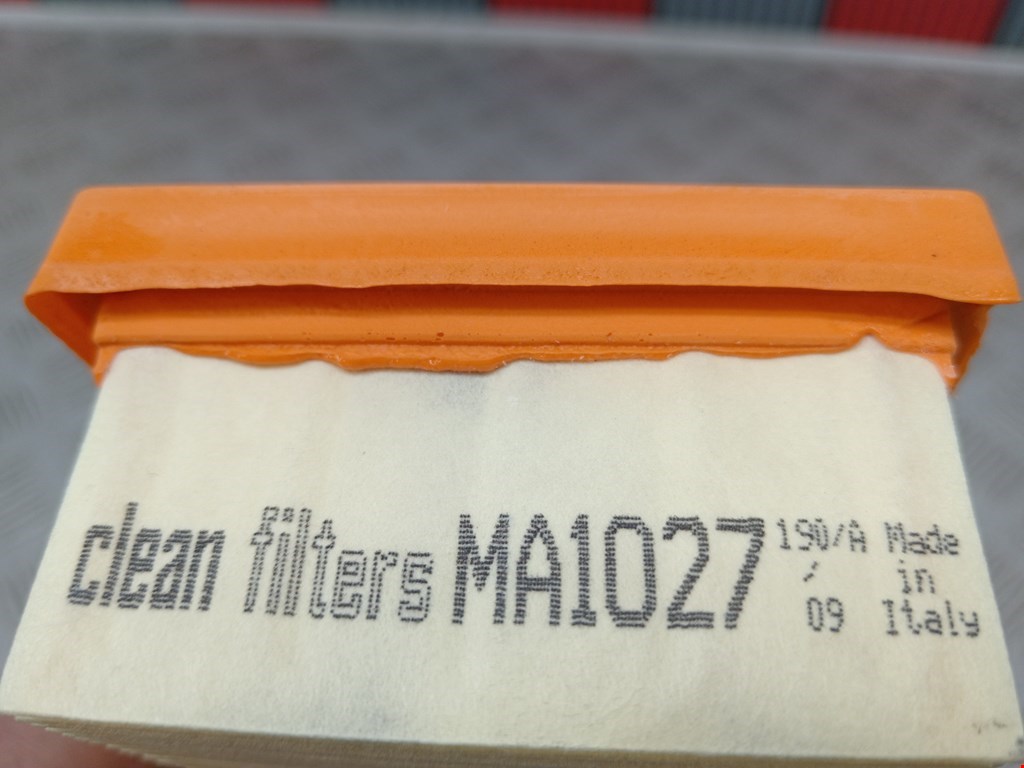 clean filters MA1027
190/A
/
09
Made
in
Italy